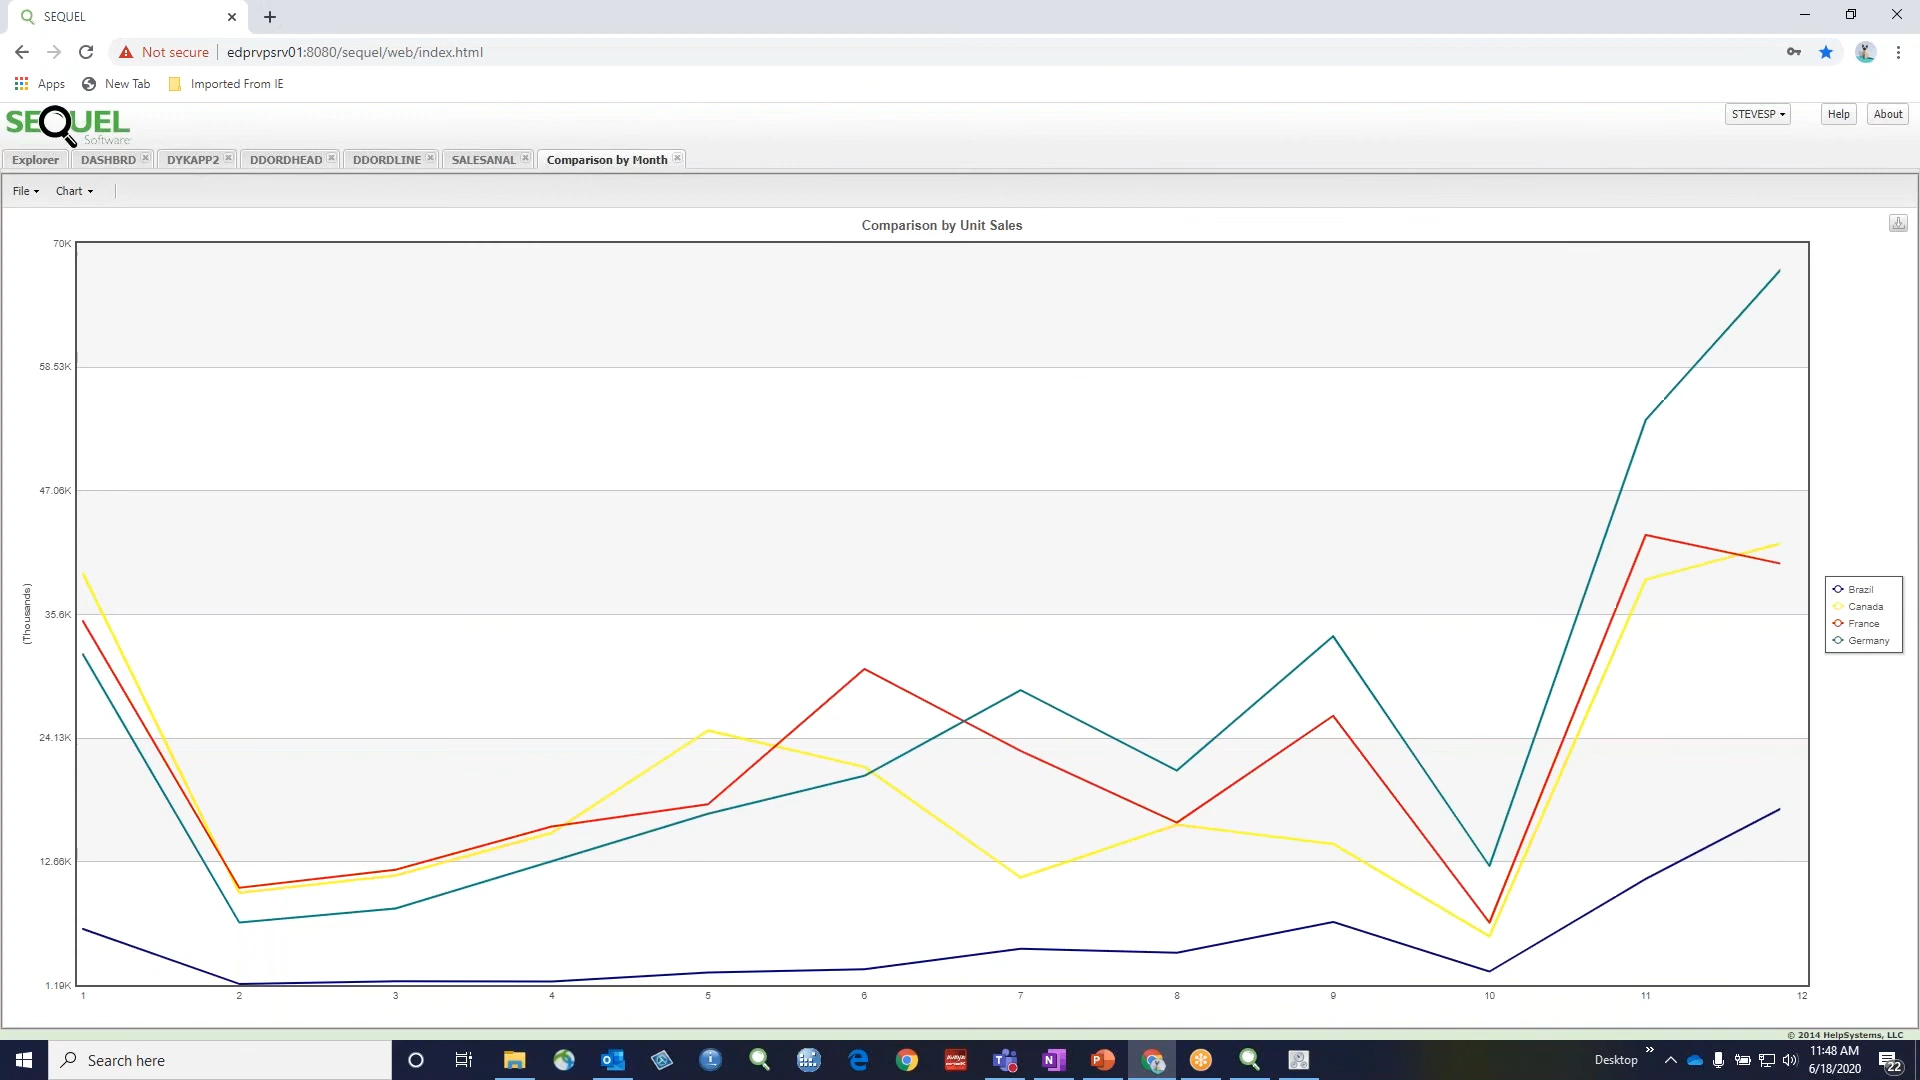 SEQUEL
Not secure | edprvpsrv01:8080/sequel/web/index.html
Apps New Tab Imported From IE
SEQUEL
Software
STEVESP Help About
Explorer DASHBRD DYKAPP2 DDORDHEAD DDORDLINE SALESANAL Comparison by Month
File Chart
Comparison by Unit Sales
70K
58.53K
47.06K
35.6K
24.13K
12.66K
1.19K
(Thousands)
1 2 3 4 5 6 7 8 9 10 11 12
Brazil
Canada
France
Germany
© 2014 HelpSystems, LLC
Search here
Desktop
11:48 AM
6/18/2020
22